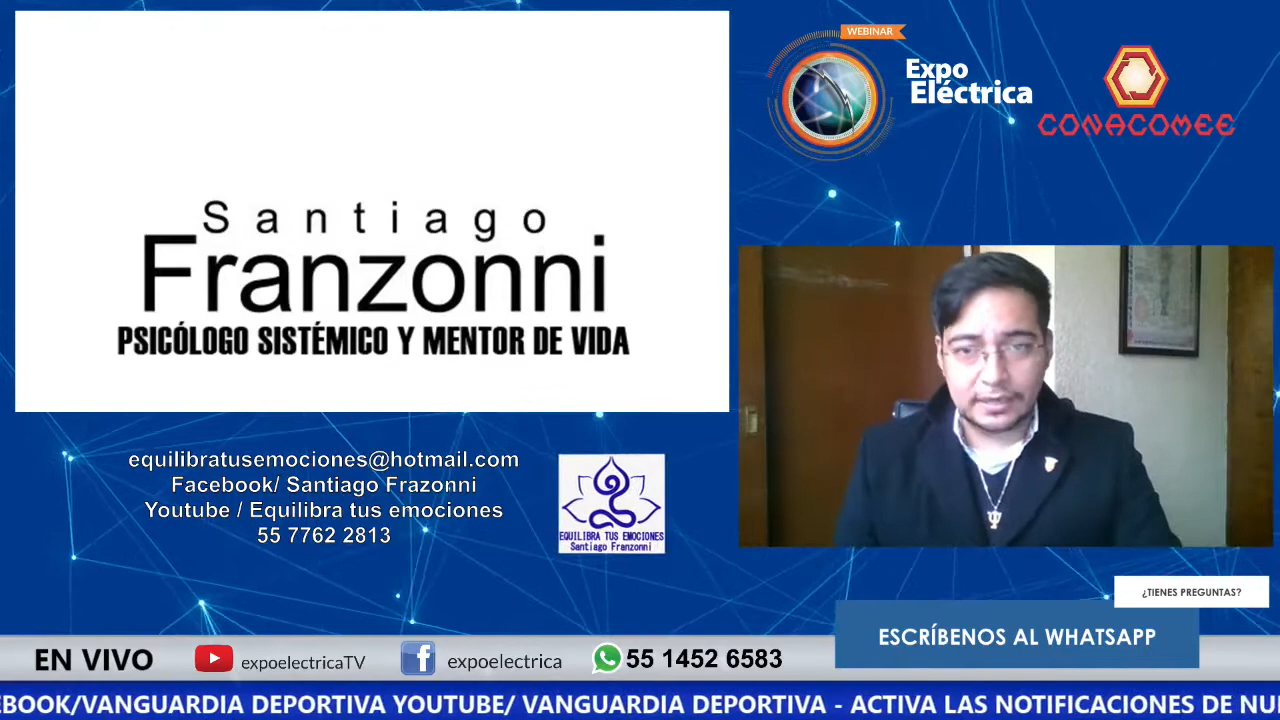 Santiago
Franzonni
PSICÓLOGO SISTÉMICO Y MENTOR DE VIDA
WEBINAR
Expo
Eléctrica
CONACOMEE
equilibratusemociones@hotmail.com
Facebook/ Santiago Frazonni
Youtube / Equilibra tus emociones
55 7762 2813
EQUILIBRA TUS EMOCIONES
Santiago Franzonni
¿TIENES PREGUNTAS?
ESCRÍBENOS AL WHATSAPP
EN VIVO
expoelectricaTV
expoelectrica
55 1452 6583
EBOOK/VANGUARDIA DEPORTIVA YOUTUBE/ VANGUARDIA DEPORTIVA - ACTIVA LAS NOTIFICACIONES DE NU